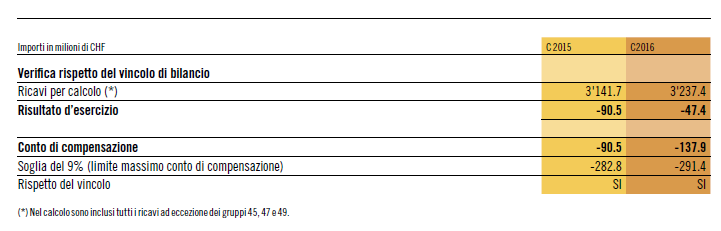 Importi in milioni di CHF C 2015 C2016
Verifica rispetto del vincolo di bilancio
Ricavi per calcolo (*) 3'141.7 3'237.4
Risultato d'esercizio -90.5 -47.4
Conto di compensazione -90.5 -137.9
Soglia del 9% (limite massimo conto di compensazione) -282.8 -291.4
Rispetto del vincolo SI SI
(*) Nel calcolo sono inclusi tutti i ricavi ad eccezione dei gruppi 45, 47 e 49.